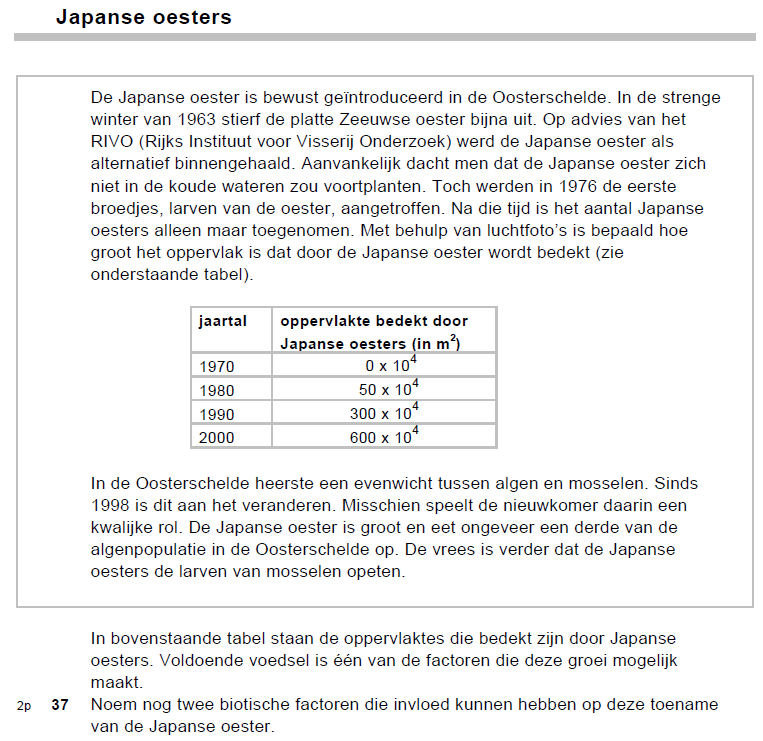 Japanse oesters
De Japanse oester is bewust geïntroduceerd in de Oosterschelde. In de strenge
winter van 1963 stierf de platte Zeeuwse oester bijna uit. Op advies van het
RIVO (Rijks Instituut voor Visserij Onderzoek) werd de Japanse oester als
alternatief binnengehaald. Aanvankelijk dacht men dat de Japanse oester zich
niet in de koude wateren zou voortplanten. Toch werden in 1976 de eerste
broedjes, larven van de oester, aangetroffen. Na die tijd is het aantal Japanse
oesters alleen maar toegenomen. Met behulp van luchtfoto's is bepaald hoe
groot het oppervlak is dat door de Japanse oester wordt bedekt (zie
onderstaande tabel).
jaartal oppervlakte bedekt door
Japanse oesters (in m²)
1970 0 x 10⁴
1980 50 x 10⁴
1990 300 x 10⁴
2000 600 x 10⁴
In de Oosterschelde heerste een evenwicht tussen algen en mosselen. Sinds
1998 is dit aan het veranderen. Misschien speelt de nieuwkomer daarin een
kwalijke rol. De Japanse oester is groot en eet ongeveer een derde van de
algenpopulatie in de Oosterschelde op. De vrees is verder dat de Japanse
oesters de larven van mosselen opeten.
In bovenstaande tabel staan de oppervlaktes die bedekt zijn door Japanse
oesters. Voldoende voedsel is één van de factoren die deze groei mogelijk
maakt.
2p 37 Noem nog twee biotische factoren die invloed kunnen hebben op deze toename
van de Japanse oester.